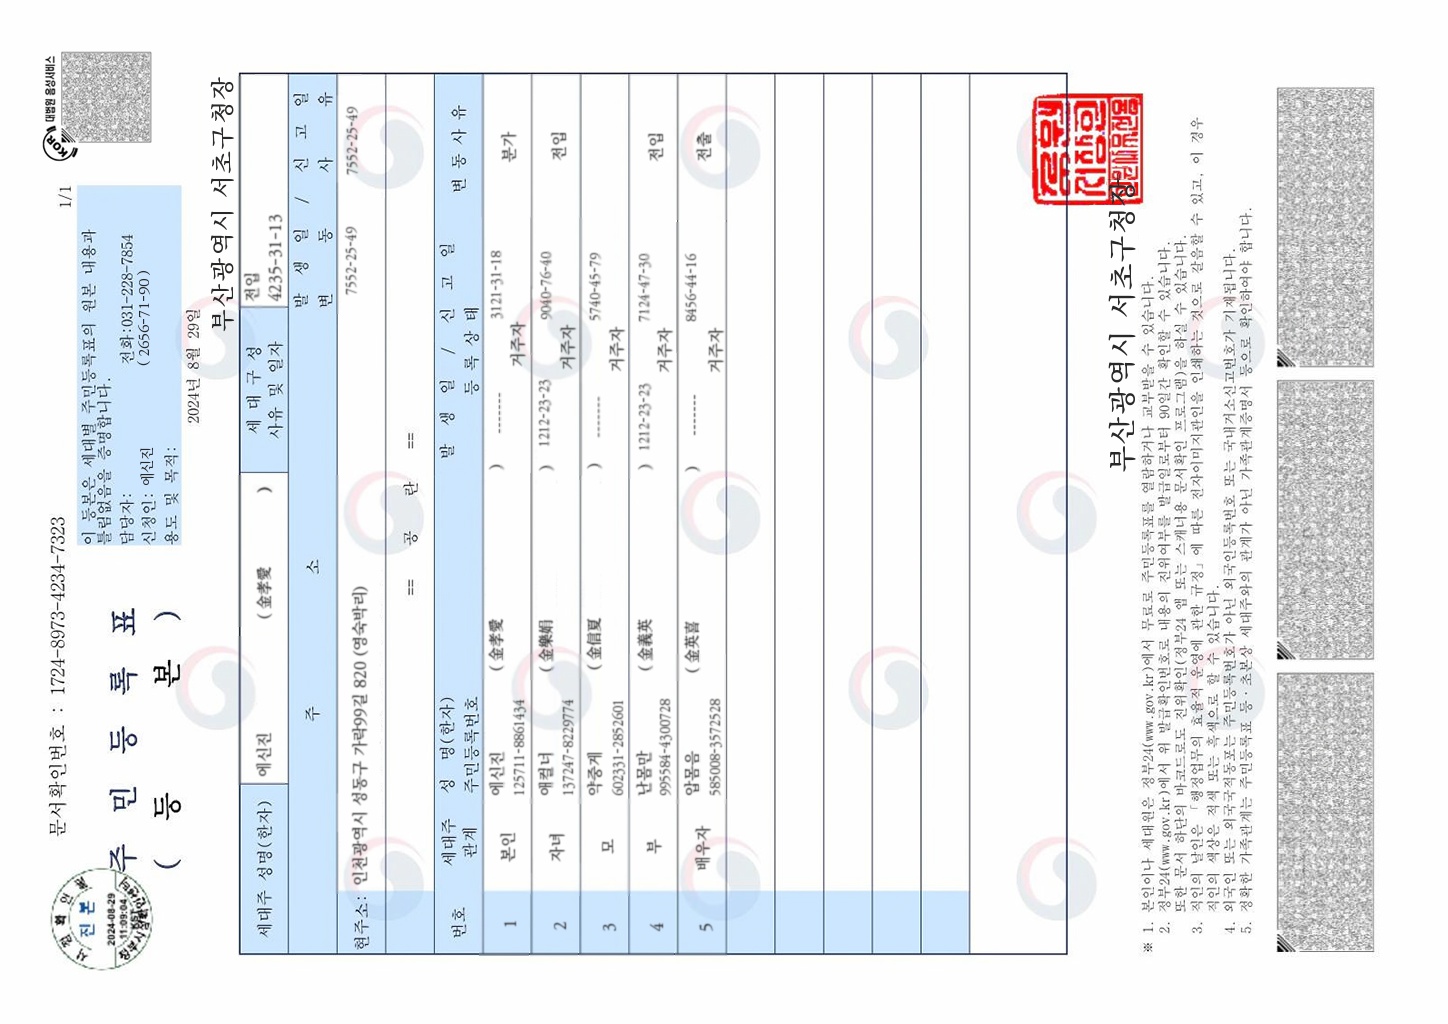 문서확인번호 : 1724-8973-4234-7323
1/1
대법원 음성서비스
KOR
진본
2024-08-29
11:09:04
주 민 등 록 표
( 등 본 )
이 등본은 세대별 주민등록표의 원본 내용과
틀림없음을 증명합니다.
담당자: 전화:031-228-7854
신청인: 예신진 (2656-71-90)
용도 및 목적:
2024년 8월 29일
부산광역시 서초구청장
세대주 성명(한자) 예신진 (金孝愛 )
세 대 구 성
사유 및 일자
전입
4235-31-13
주 소
발 생 일 / 신 고 일
변 동 사 유
현주소: 인천광역시 성동구 가락99길 820 (영숙박리) 7552-25-49 7552-25-49
== 공 란 ==
번호
세대주
관계
성 명(한자)
주민등록번호
발 생 일 / 신 고 일
등 록 상 태
변 동 사 유
1 본인 예신진 (金孝愛 ) ------- 3121-31-18 분가
125711-8861434 거주자
2 자녀 애컬너 (金樂娟 ) 1212-23-23 9040-76-40 전입
137247-8229774 거주자
3 모 약중게 (金信夏 ) ------- 5740-45-79
602331-2852601 거주자
4 부 난몸만 (金義英 ) 1212-23-23 7124-47-30 전입
995584-4300728 거주자
5 배우자 압몸음 (金英喜 ) ------- 8456-44-16 전출
585008-3572528 거주자
부산광역시 서초구청장
※ 1. 본인이나 세대원은 정부24(www.gov.kr)에서 무료로 주민등록표를 열람하거나 교부받을 수 있습니다.
2. 정부24(www.gov.kr)에서 위 발급확인번호로 내용의 진위여부를 발급일로부터 90일간 확인할 수 있습니다.
또한 문서 하단의 바코드로도 진위확인(정부24 앱 또는 스캐너용 문서확인 프로그램)을 하실 수 있습니다.
3. 직인의 날인은 「행정업무의 효율적 운영에 관한 규정」에 따른 전자이미지관인을 인쇄하는 것으로 갈음할 수 있고, 이 경우
직인의 색상은 적색 또는 흑색으로 할 수 있습니다.
4. 외국인 또는 외국국적동포는 주민등록번호가 아닌 외국인등록번호 또는 국내거소신고번호가 기재됩니다.
5. 정확한 가족관계는 주민등록표 등·초본상 세대주와의 관계가 아닌 가족관계증명서 등으로 확인하여야 합니다.